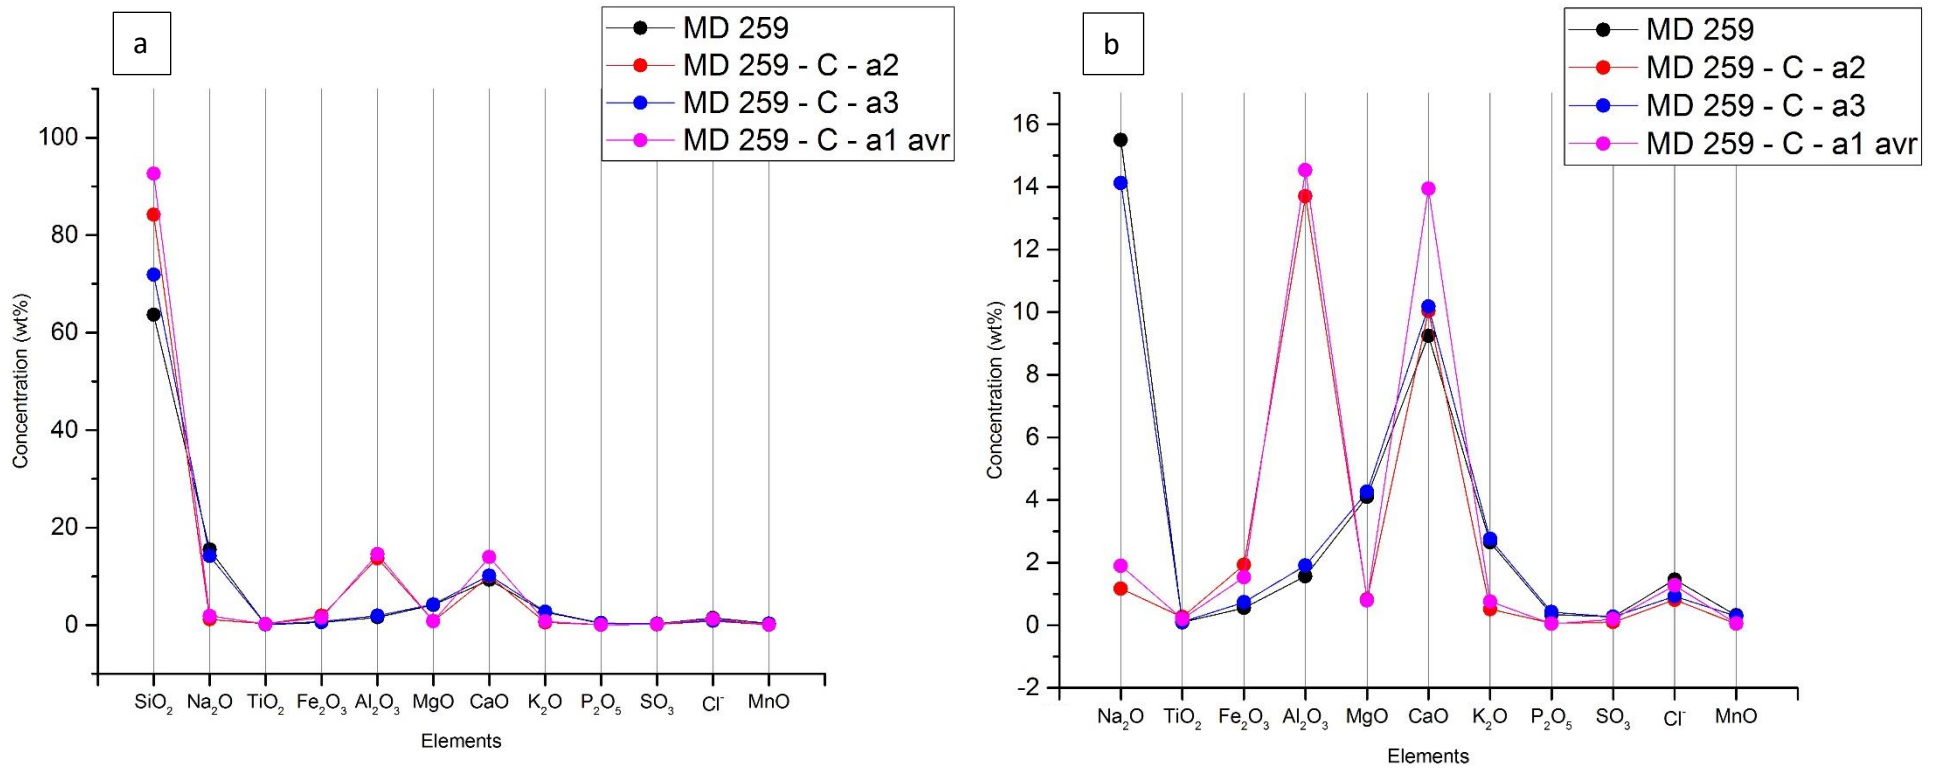 a
MD 259
MD 259 - C - a2
MD 259 - C - a3
MD 259 - C - a1 avr
100
80
60
40
20
0
Concentration (wt%)
SiO₂ Na₂O TiO₂ Fe₂O₃ Al₂O₃ MgO CaO K₂O P₂O₅ SO₃ Cl⁻ MnO
Elements
b
MD 259
MD 259 - C - a2
MD 259 - C - a3
MD 259 - C - a1 avr
16
14
12
10
8
6
4
2
0
-2
Concentration (wt%)
Na₂O TiO₂ Fe₂O₃ Al₂O₃ MgO CaO K₂O P₂O₅ SO₃ Cl⁻ MnO
Elements